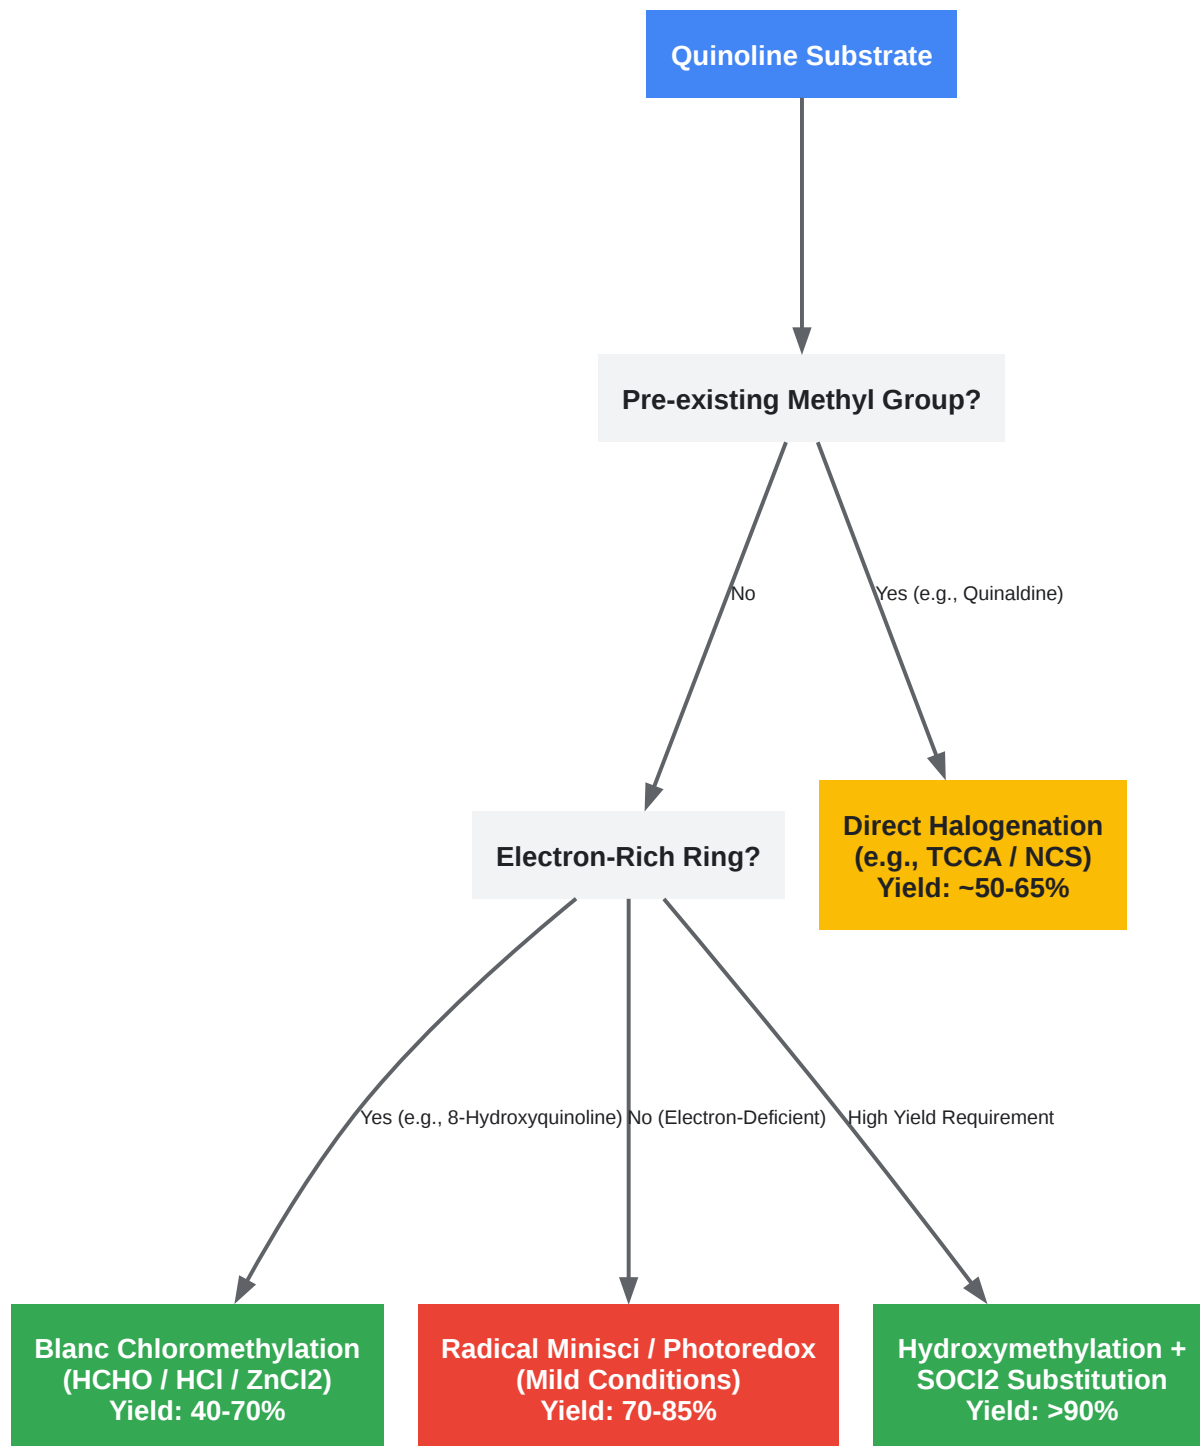 Quinoline Substrate
Pre-existing Methyl Group?
No
Yes (e.g., Quinaldine)
Electron-Rich Ring?
Direct Halogenation
(e.g., TCCA / NCS)
Yield: ~50-65%
Yes (e.g., 8-Hydroxyquinoline)
No (Electron-Deficient)
High Yield Requirement
Blanc Chloromethylation
(HCHO / HCl / ZnCl2)
Yield: 40-70%
Radical Minisci / Photoredox
(Mild Conditions)
Yield: 70-85%
Hydroxymethylation +
SOCl2 Substitution
Yield: >90%